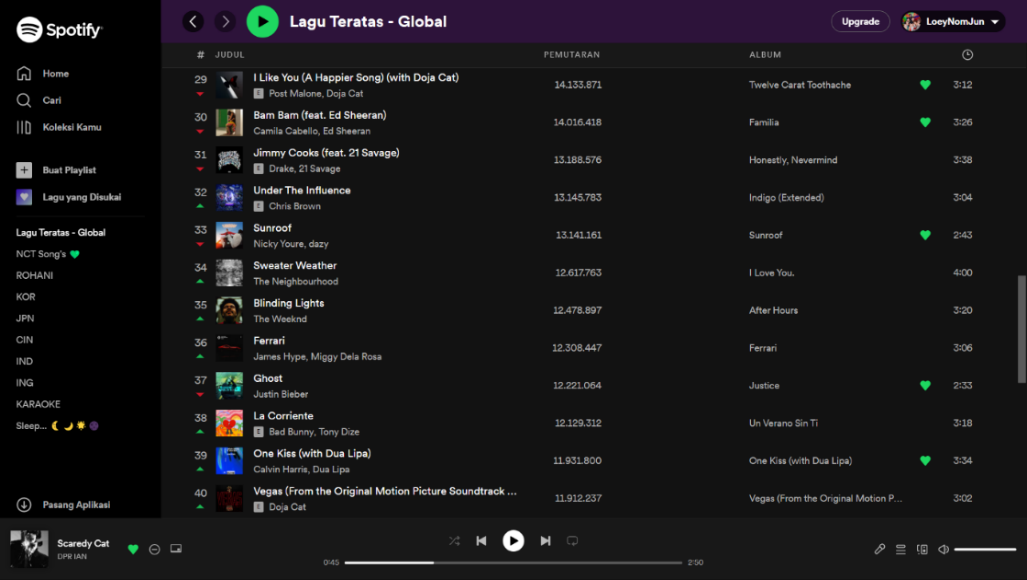 Spotify
Home
Cari
Koleksi Kamu
Buat Playlist
Lagu yang Disukai
Lagu Teratas - Global
NCT Song's 💚
ROHANI
KOR
JPN
CIN
IND
ING
KARAOKE
Sleep...
Pasang Aplikasi
Lagu Teratas - Global
Upgrade
LoeyNomJun
# JUDUL PEMUTARAN ALBUM
29 I Like You (A Happier Song) (with Doja Cat) 14.133.871 Twelve Carat Toothache 3:12
E Post Malone, Doja Cat
30 Bam Bam (feat. Ed Sheeran) 14.016.418 Familia 3:26
Camila Cabello, Ed Sheeran
31 Jimmy Cooks (feat. 21 Savage) 13.188.576 Honestly, Nevermind 3:38
E Drake, 21 Savage
32 Under The Influence 13.145.783 Indigo (Extended) 3:04
E Chris Brown
33 Sunroof 13.141.161 Sunroof 2:43
Nicky Youre, dazy
34 Sweater Weather 12.617.763 I Love You. 4:00
The Neighbourhood
35 Blinding Lights 12.478.897 After Hours 3:20
The Weeknd
36 Ferrari 12.308.447 Ferrari 3:06
James Hype, Miggy Dela Rosa
37 Ghost 12.221.064 Justice 2:33
Justin Bieber
38 La Corriente 12.129.312 Un Verano Sin Ti 3:18
E Bad Bunny, Tony Dize
39 One Kiss (with Dua Lipa) 11.931.800 One Kiss (with Dua Lipa) 3:34
Calvin Harris, Dua Lipa
40 Vegas (From the Original Motion Picture Soundtrack ... 11.912.237 Vegas (From the Original Motion P... 3:02
E Doja Cat
Scaredy Cat
DPR IAN
0:45
2:50